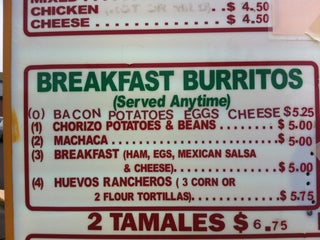 CHICKEN .. $ 4.50
CHEESE ......... $ 4.50
BREAKFAST BURRITOS
(Served Anytime)
(0) BACON POTATOES EGGS CHEESE $5.25
(1) CHORIZO POTATOES & BEANS ......... $ 5.00
(2) MACHACA ......................... $ 5.00
(3) BREAKFAST (HAM, EGS, MEXICAN SALSA
& CHEESE) ................. $ 5.00
(4) HUEVOS RANCHEROS ( 3 CORN OR
2 FLOUR TORTILLAS) ........ $ 5.75
2 TAMALES $ 6.75